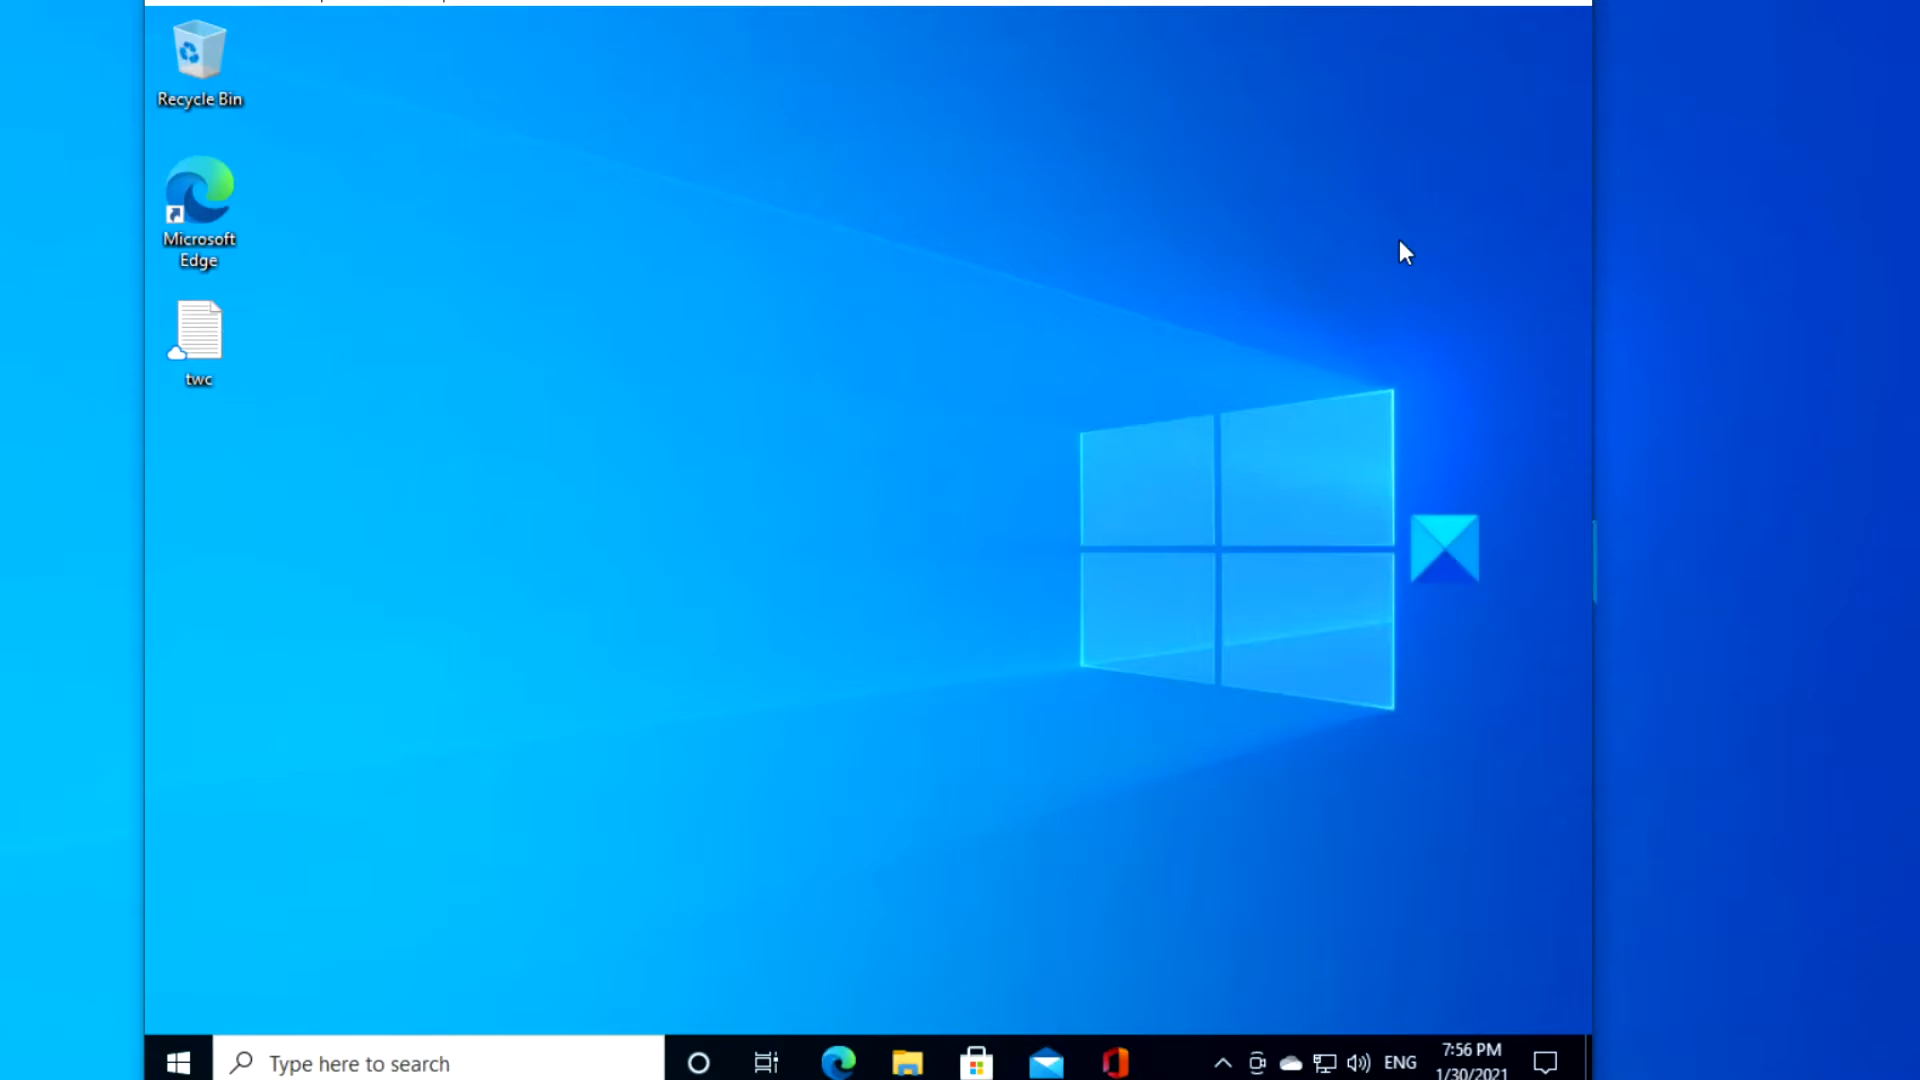 Recycle Bin
Microsoft
Edge
twc
Type here to search
ENG
7:56 PM
1/30/2021